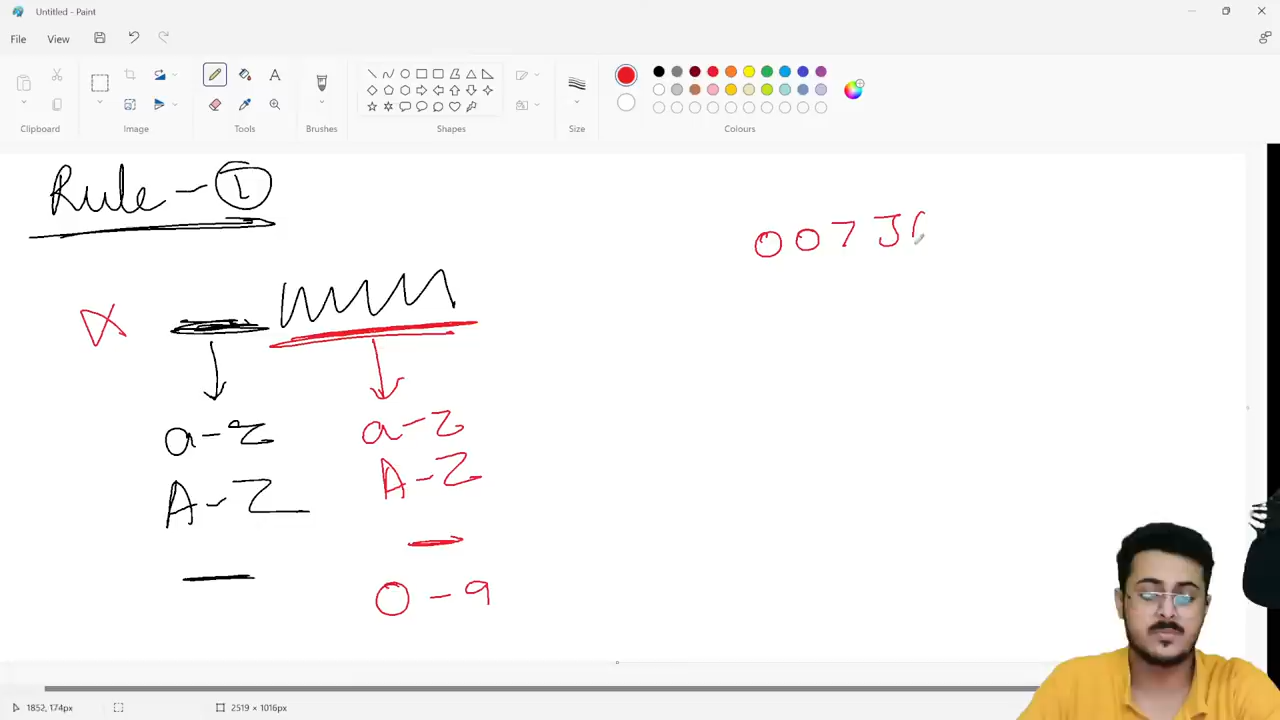 Untitled - Paint
File View
Clipboard Image Tools Brushes Shapes Size Colours
Rule - 1
007J
a-z a-z
A-Z A-Z
_ _
0-9
1852, 174px 2519 × 1016px